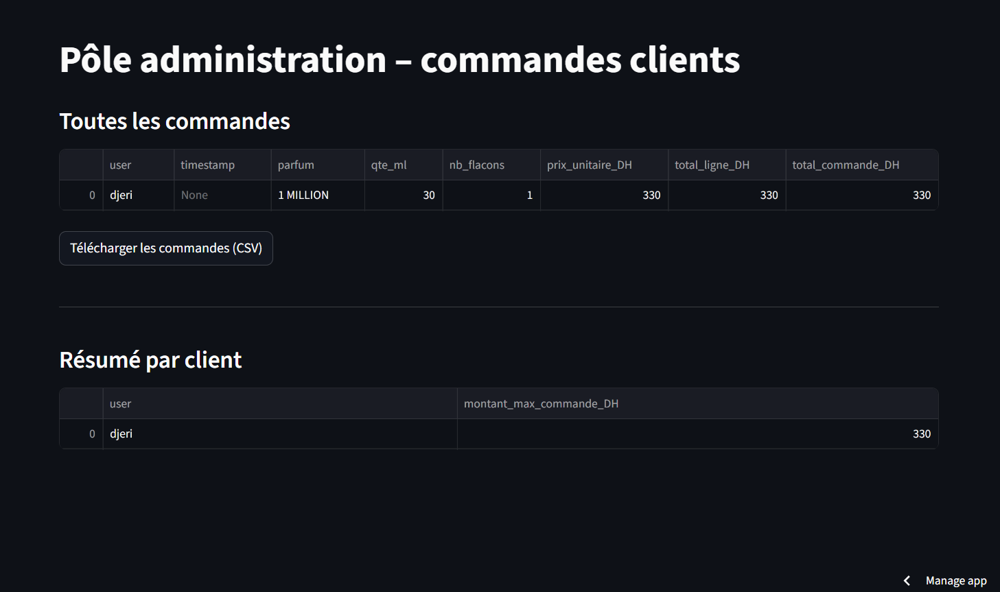 Pôle administration – commandes clients
Toutes les commandes
user timestamp parfum qte_ml nb_flacons prix_unitaire_DH total_ligne_DH total_commande_DH
0 djeri None 1 MILLION 30 1 330 330 330
Télécharger les commandes (CSV)
Résumé par client
user montant_max_commande_DH
0 djeri 330
Manage app